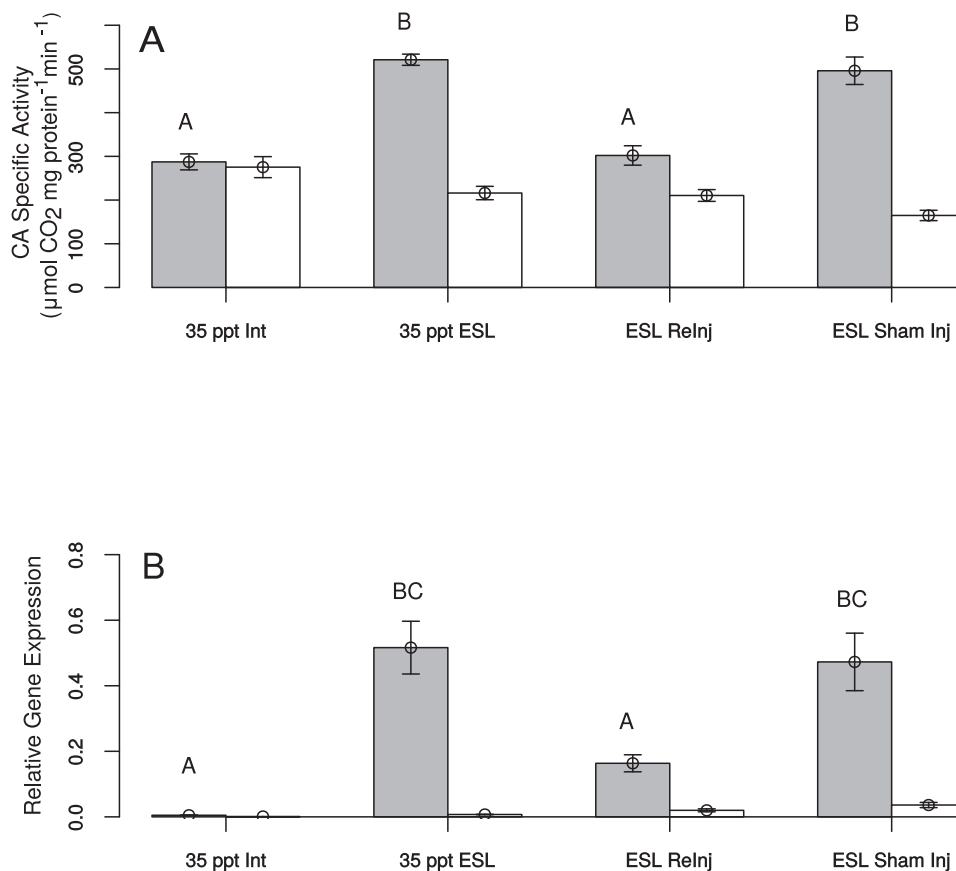 A
CA Specific Activity
(μmol CO2 mg protein-1min -1)
500
300
100
0
A
B
A
B
35 ppt Int
35 ppt ESL
ESL ReInj
ESL Sham Inj
B
Relative Gene Expression
0.8
0.6
0.4
0.2
0.0
A
BC
A
BC
35 ppt Int
35 ppt ESL
ESL ReInj
ESL Sham Inj